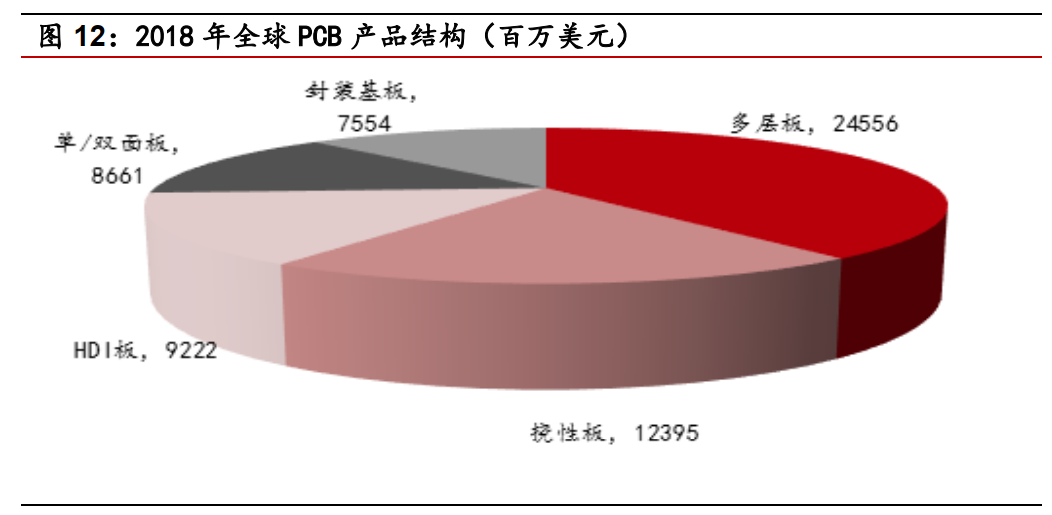 图 12：2018 年全球 PCB 产品结构（百万美元）
封装基板，
7554
多层板，24556
单/双面板，
8661
HDI板，9222
挠性板，12395